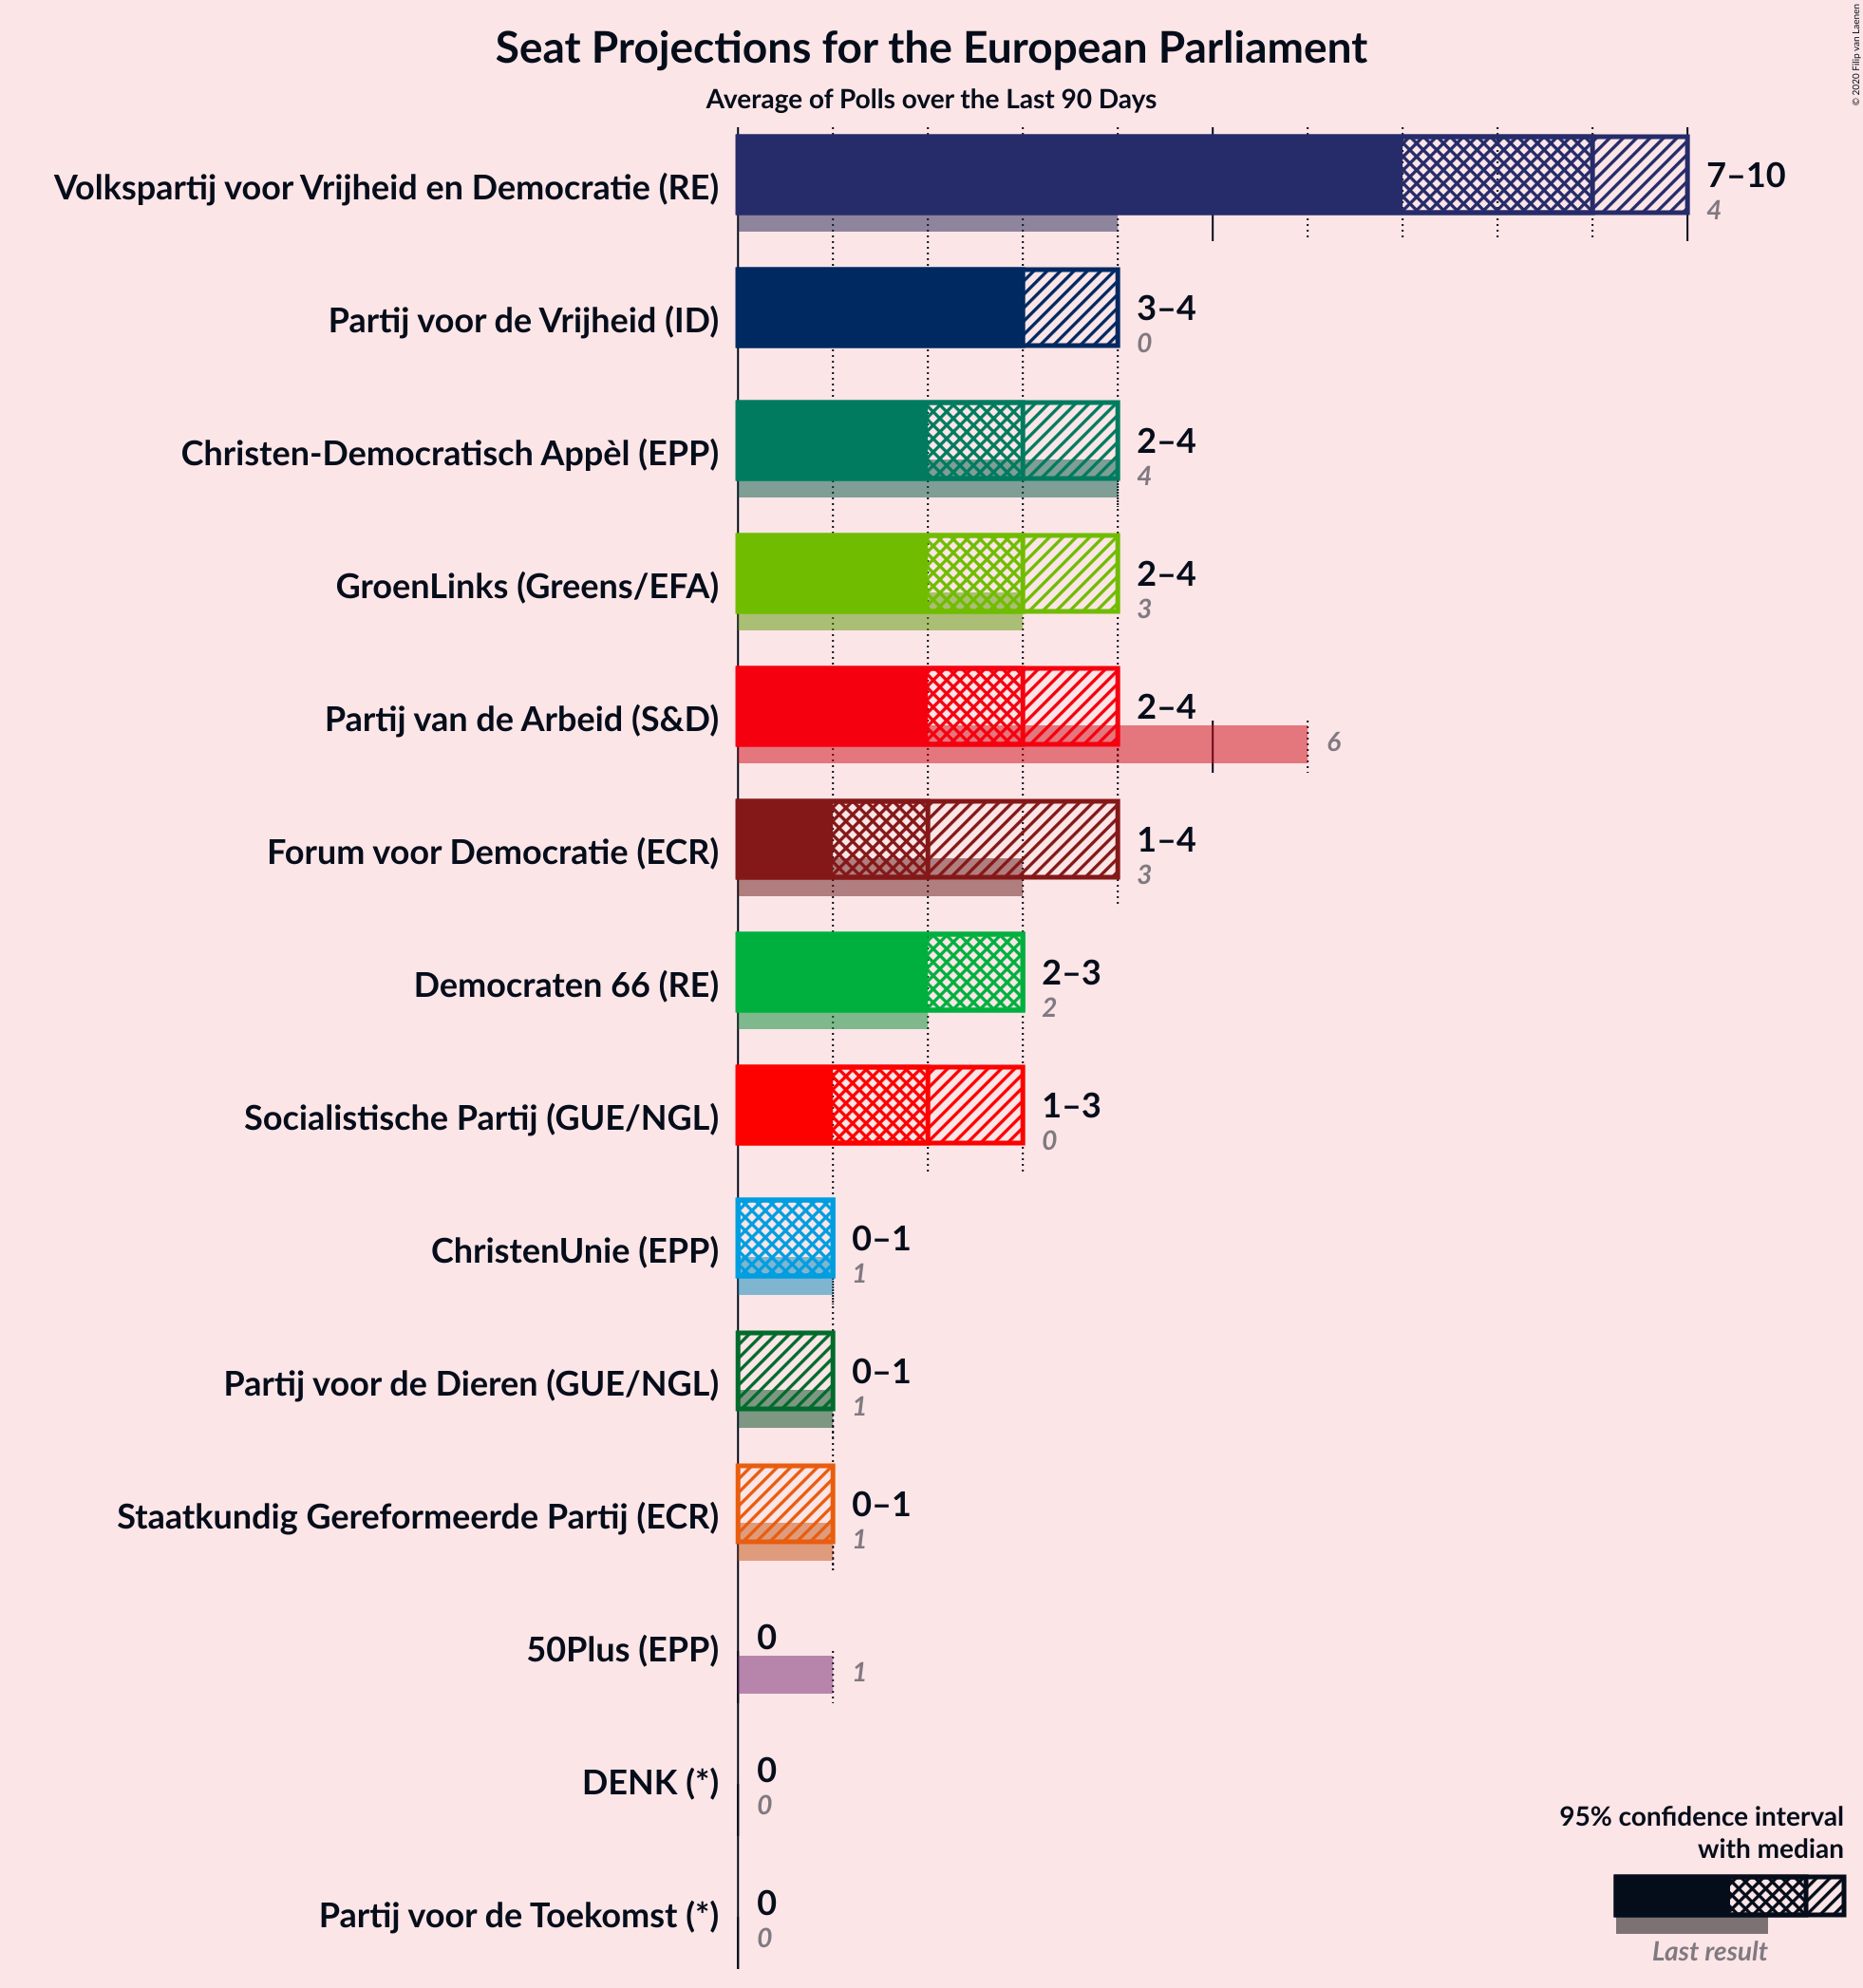 © 2020 Filip van Laenen
Seat Projections for the European Parliament
Average of Polls over the Last 90 Days
Volkspartij voor Vrijheid en Democratie (RE)
7–10
4
Partij voor de Vrijheid (ID)
3–4
0
Christen-Democratisch Appèl (EPP)
2–4
4
GroenLinks (Greens/EFA)
2–4
3
Partij van de Arbeid (S&D)
2–4
6
Forum voor Democratie (ECR)
1–4
3
Democraten 66 (RE)
2–3
2
Socialistische Partij (GUE/NGL)
1–3
0
ChristenUnie (EPP)
0–1
1
Partij voor de Dieren (GUE/NGL)
0–1
1
Staatkundig Gereformeerde Partij (ECR)
0–1
1
50Plus (EPP)
0
1
DENK (*)
0
0
Partij voor de Toekomst (*)
0
0
95% confidence interval
with median
Last result